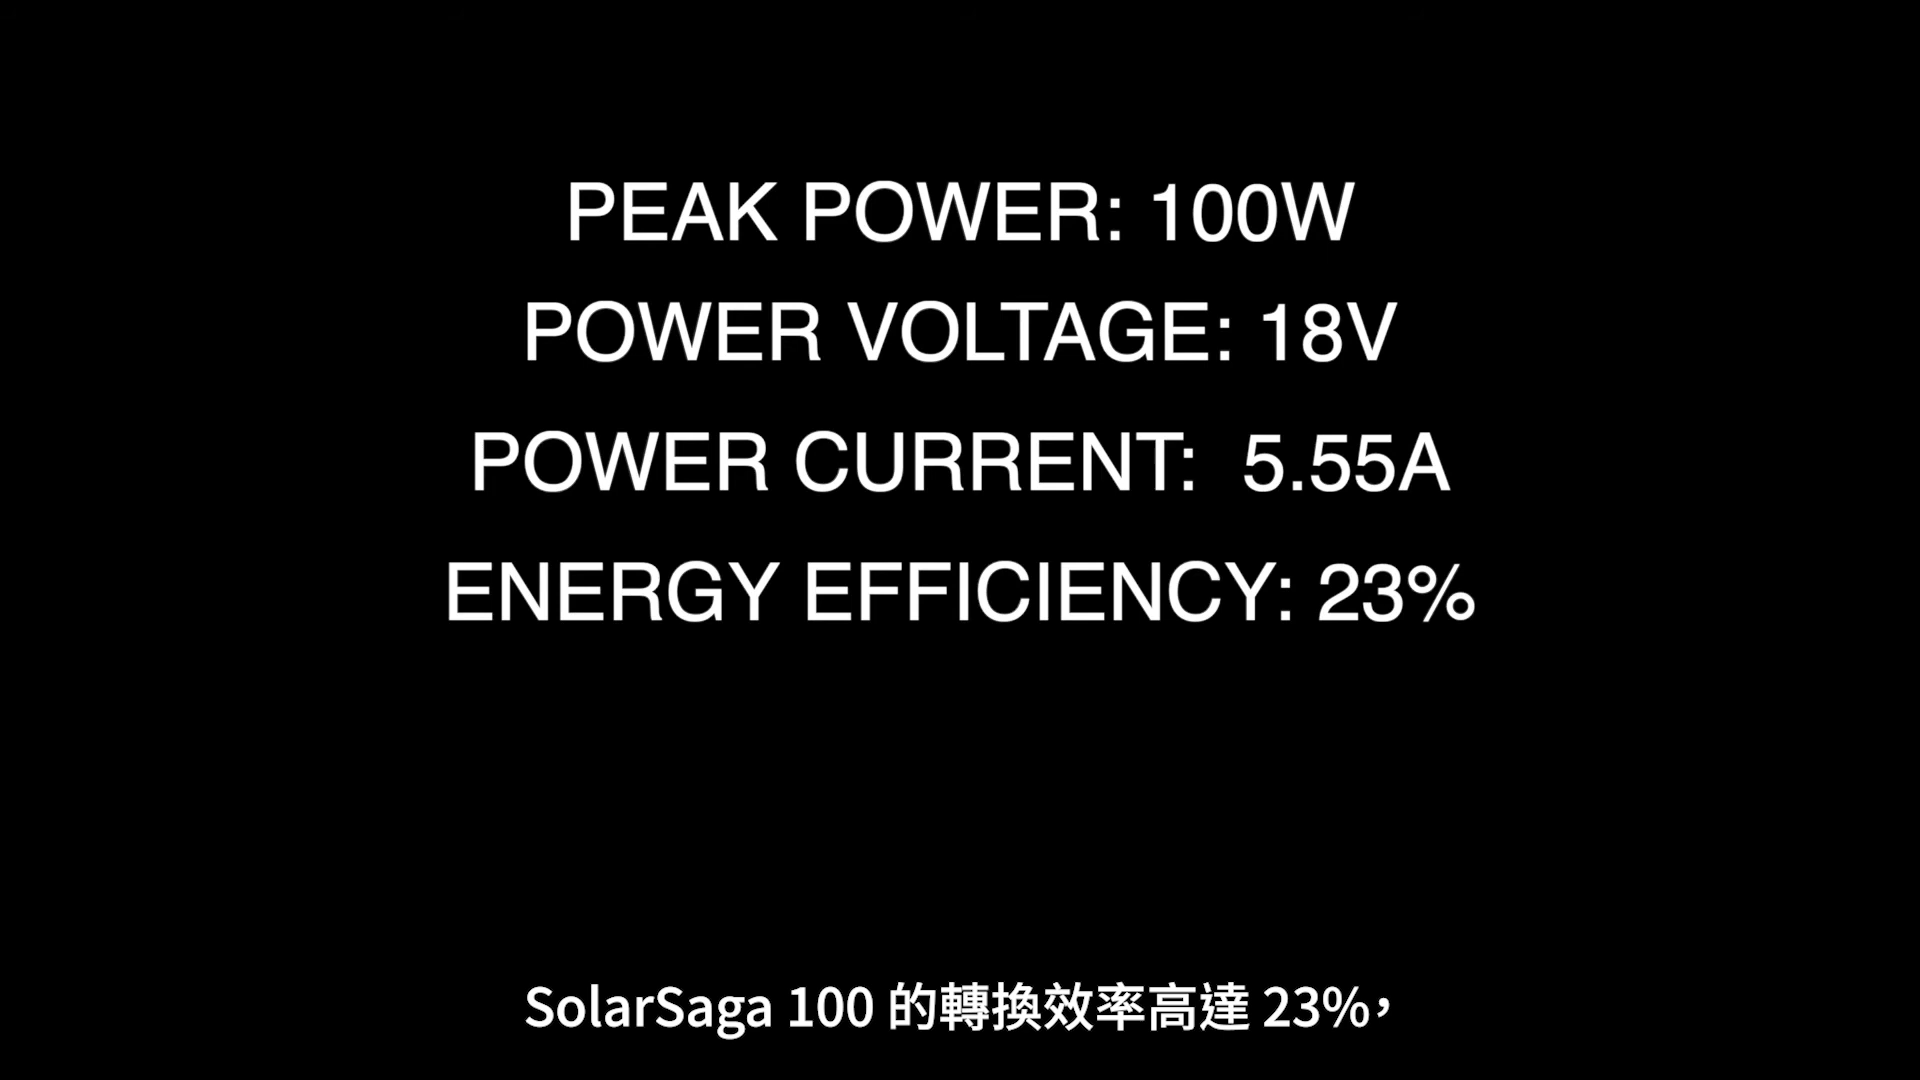 PEAK POWER: 100W
POWER VOLTAGE: 18V
POWER CURRENT: 5.55A
ENERGY EFFICIENCY: 23%
SolarSaga 100 的轉換效率高達 23%，